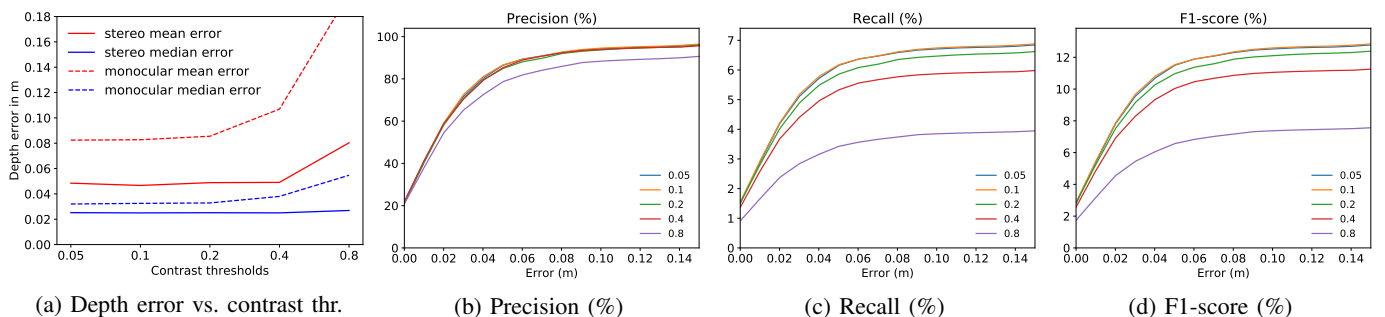 Depth error in m
0.18
0.16
0.14
0.12
0.10
0.08
0.06
0.04
0.02
0.00
stereo mean error
stereo median error
monocular mean error
monocular median error
0.05 0.1 0.2 0.4 0.8
Contrast thresholds
(a) Depth error vs. contrast thr.
Precision (%)
100
80
60
40
20
0
0.05
0.1
0.2
0.4
0.8
0.00 0.02 0.04 0.06 0.08 0.10 0.12 0.14
Error (m)
(b) Precision (%)
Recall (%)
7
6
5
4
3
2
1
0
0.05
0.1
0.2
0.4
0.8
0.00 0.02 0.04 0.06 0.08 0.10 0.12 0.14
Error (m)
(c) Recall (%)
F1-score (%)
12
10
8
6
4
2
0
0.05
0.1
0.2
0.4
0.8
0.00 0.02 0.04 0.06 0.08 0.10 0.12 0.14
Error (m)
(d) F1-score (%)